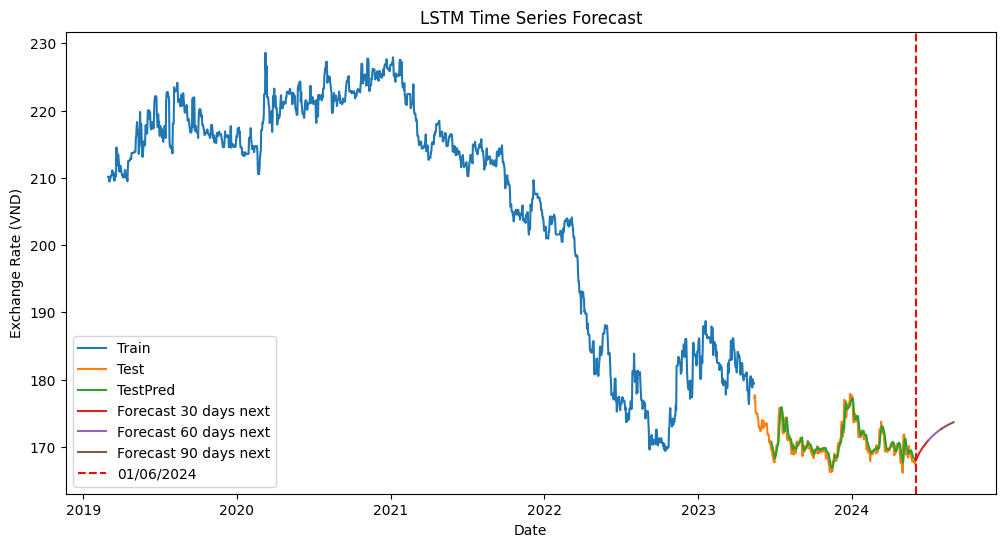 LSTM Time Series Forecast
Exchange Rate (VND)
230
220
210
200
190
180
170
Train
Test
TestPred
Forecast 30 days next
Forecast 60 days next
Forecast 90 days next
01/06/2024
2019
2020
2021
2022
2023
2024
Date